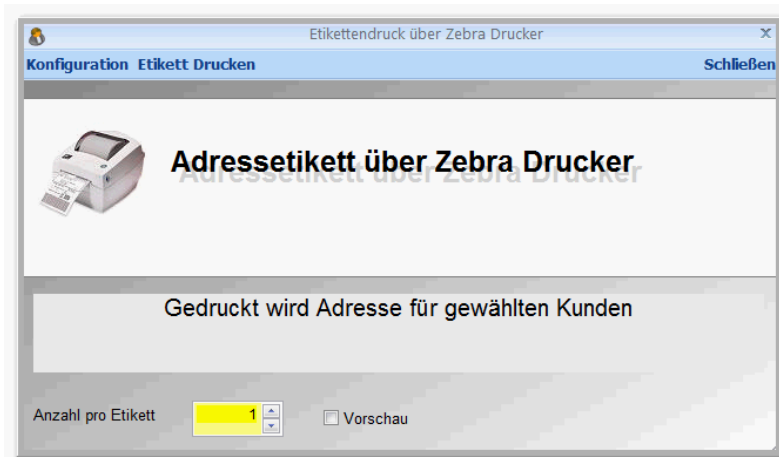 Etikettendruck über Zebra Drucker
x
Konfiguration Etikett Drucken Schließen
Adressetikett über Zebra Drucker
Gedruckt wird Adresse für gewählten Kunden
Anzahl pro Etikett 1 Vorschau